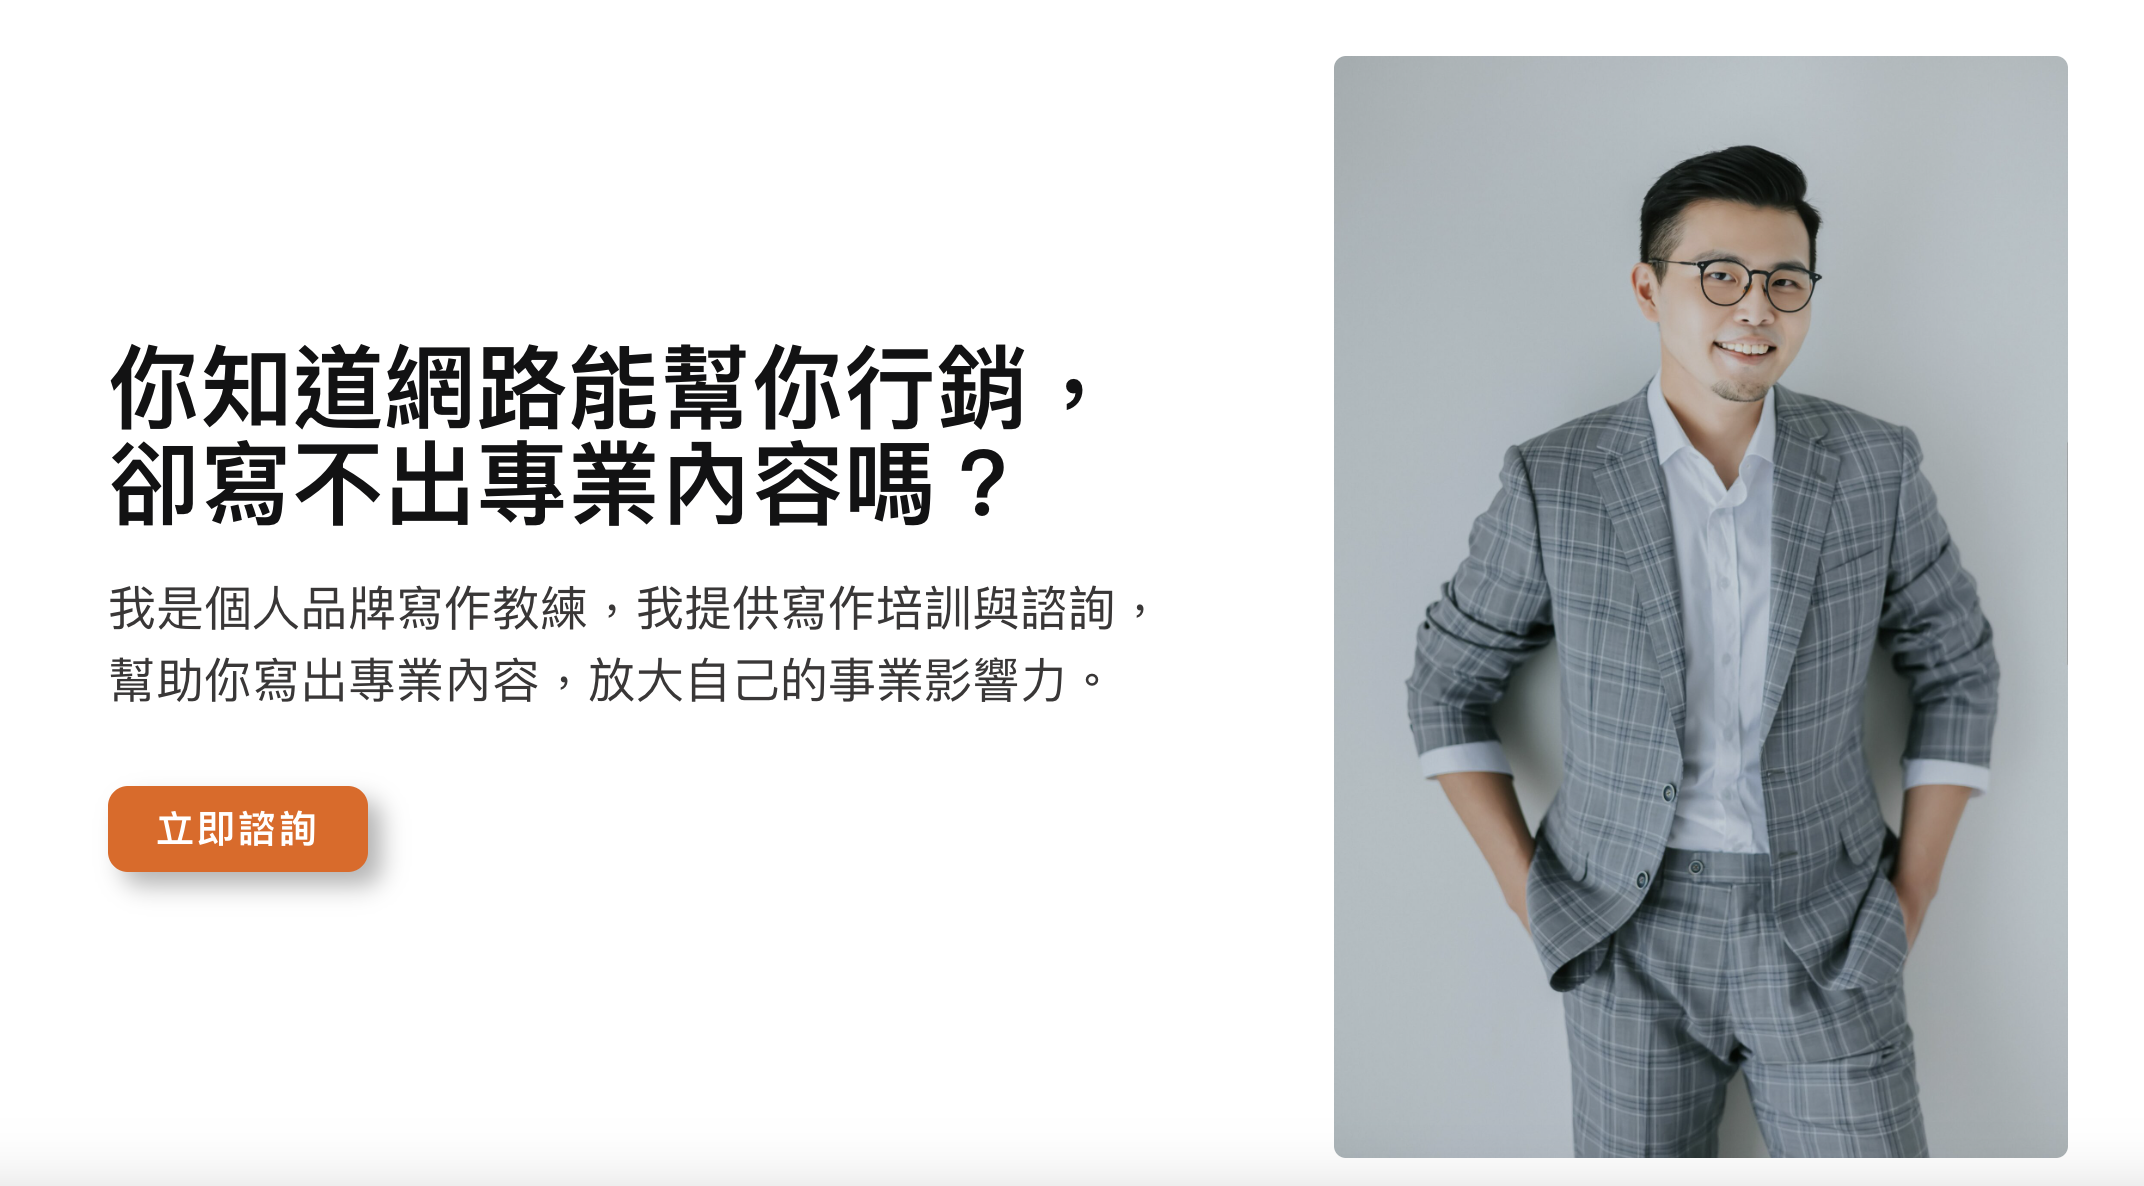 你知道網路能幫你行銷，
卻寫不出專業內容嗎？
我是個人品牌寫作教練，我提供寫作培訓與諮詢，
幫助你寫出專業內容，放大自己的事業影響力。
立即諮詢